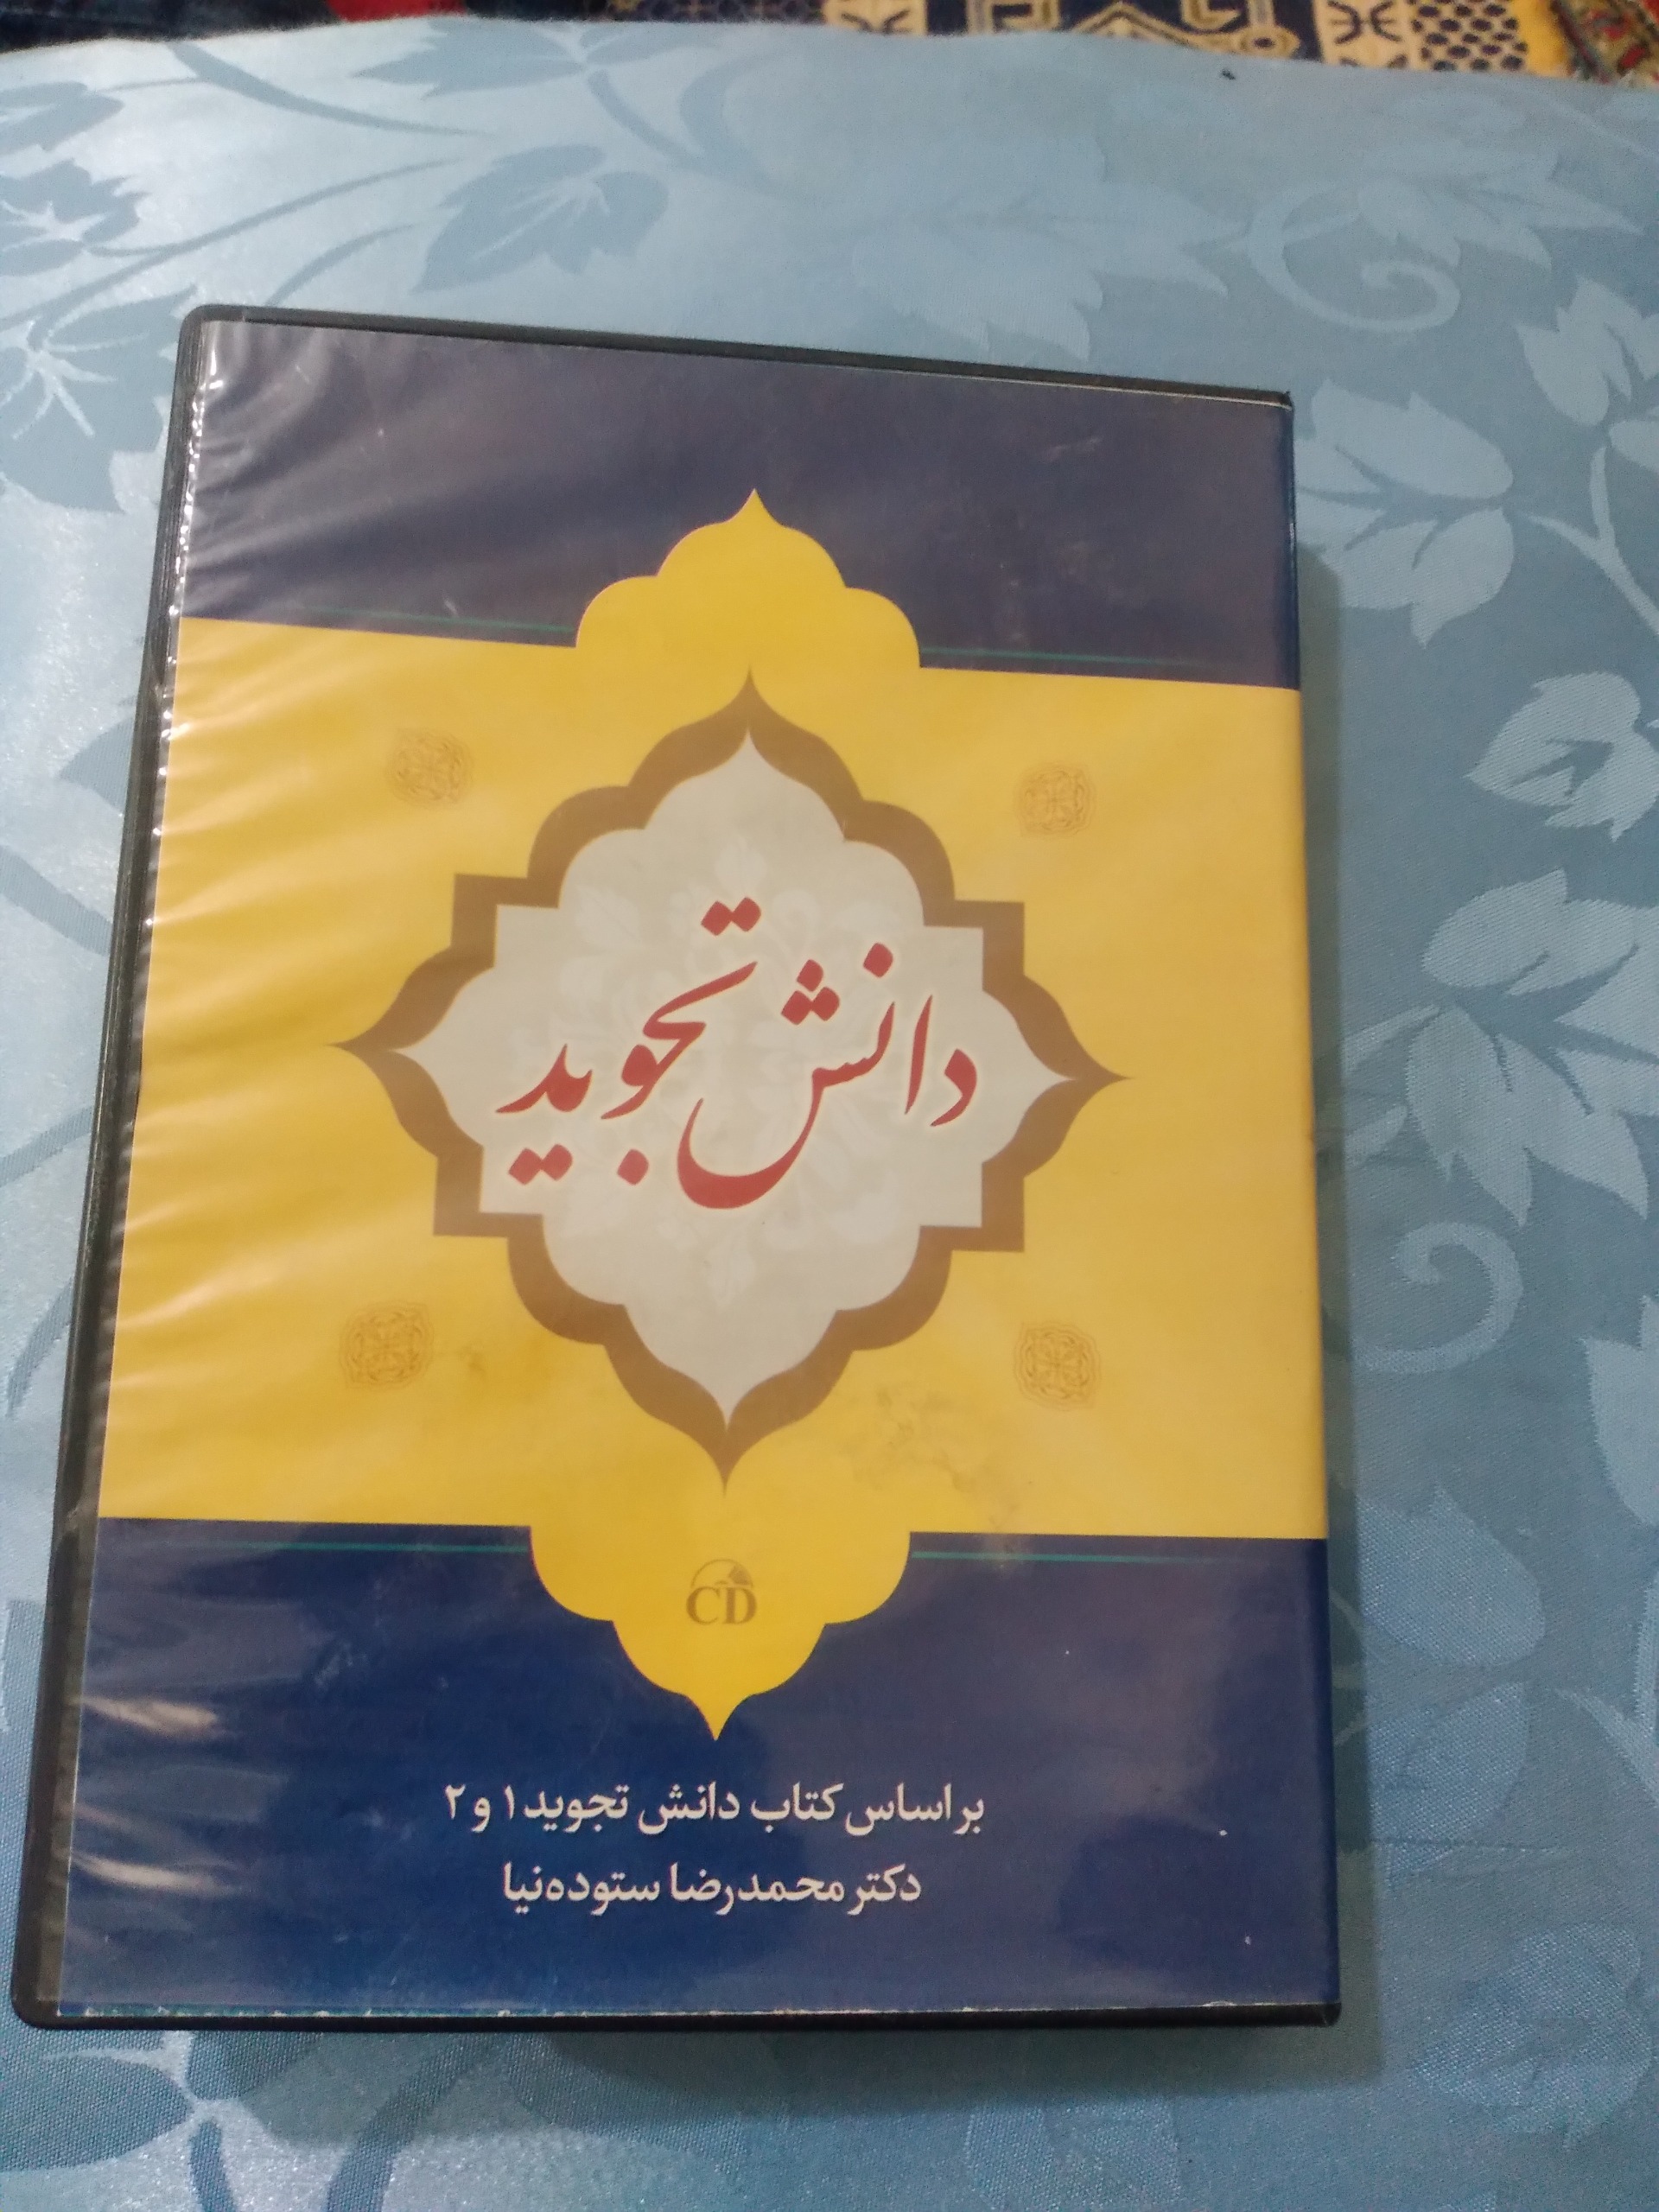 دانش تجوید
CD
بر اساس کتاب دانش تجوید ۱ و ۲
دکتر محمدرضا ستوده‌نیا